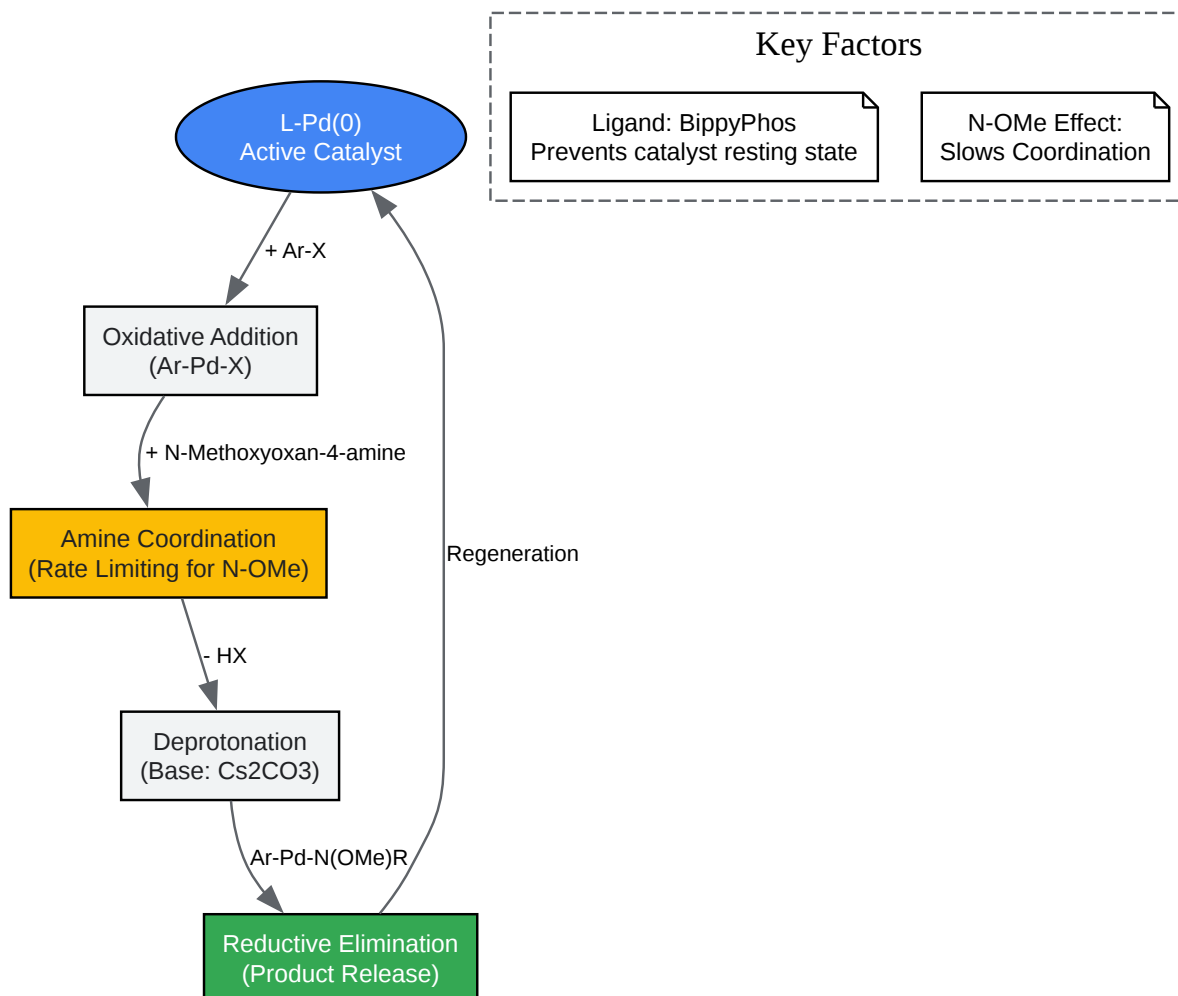 Key Factors
Ligand: BippyPhos
Prevents catalyst resting state
N-OMe Effect:
Slows Coordination
L-Pd(0)
Active Catalyst
+ Ar-X
Oxidative Addition
(Ar-Pd-X)
+ N-Methoxyoxan-4-amine
Amine Coordination
(Rate Limiting for N-OMe)
Regeneration
- HX
Deprotonation
(Base: Cs2CO3)
Ar-Pd-N(OMe)R
Reductive Elimination
(Product Release)